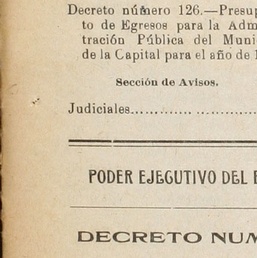 Decreto número 126.—Presup
to de Egresos para la Adm
tración Pública del Muni
de la Capital para el año de
Sección de Avisos.
Judiciales.............................
PODER EJECUTIVO DEL E
DECRETO NUM